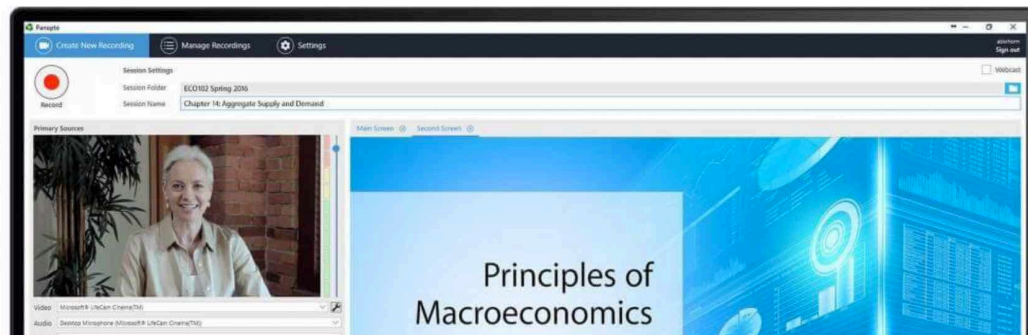 Panopto
Create New Recording
Manage Recordings
Settings
Sign out
Record
Session Settings
Webcast
Session Folder
ECO102 Spring 2016
Session Name
Chapter 14: Aggregate Supply and Demand
Primary Sources
Main Screen
Second Screen
Principles of
Macroeconomics
Video
Microsoft® LifeCam Cinema(TM)
Audio
Desktop Microphone (Microsoft® LifeCam Cinema(TM))